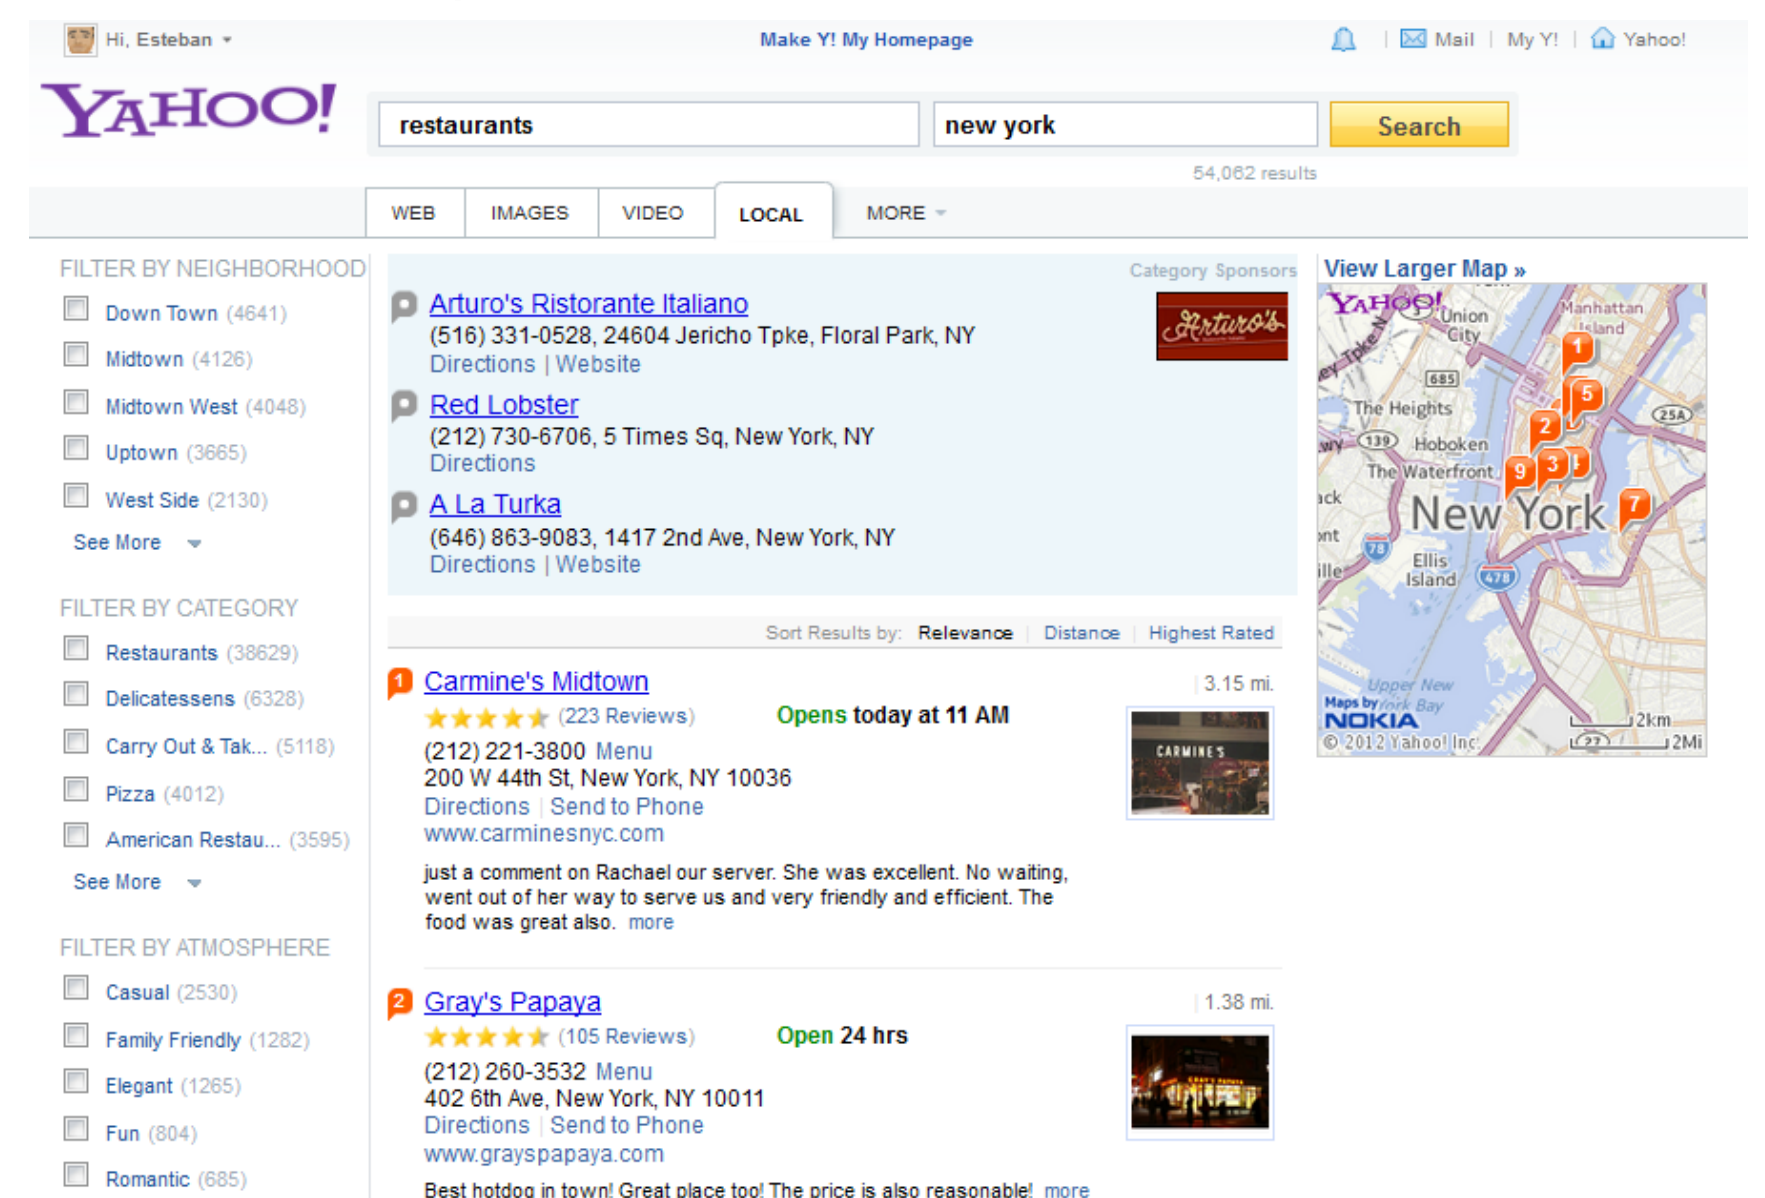 Hi, Esteban
Make Y! My Homepage
Mail | My Y! | Yahoo!
YAHOO!
restaurants
new york
Search
54,062 results
WEB
IMAGES
VIDEO
LOCAL
MORE
FILTER BY NEIGHBORHOOD
Down Town (4641)
Midtown (4126)
Midtown West (4048)
Uptown (3665)
West Side (2130)
See More
FILTER BY CATEGORY
Restaurants (38629)
Delicatessens (6328)
Carry Out & Tak... (5118)
Pizza (4012)
American Restau... (3595)
See More
FILTER BY ATMOSPHERE
Casual (2530)
Family Friendly (1282)
Elegant (1265)
Fun (804)
Romantic (685)
Category Sponsors
Arturo's Ristorante Italiano
(516) 331-0528, 24604 Jericho Tpke, Floral Park, NY
Directions | Website
Arturo's
Red Lobster
(212) 730-6706, 5 Times Sq, New York, NY
Directions
A La Turka
(646) 863-9083, 1417 2nd Ave, New York, NY
Directions | Website
Sort Results by: Relevance | Distance | Highest Rated
1 Carmine's Midtown
3.15 mi.
(223 Reviews)
Opens today at 11 AM
(212) 221-3800 Menu
200 W 44th St, New York, NY 10036
Directions | Send to Phone
www.carminesnyc.com
CARMINE'S
just a comment on Rachael our server. She was excellent. No waiting,
went out of her way to serve us and very friendly and efficient. The
food was great also. more
2 Gray's Papaya
1.38 mi.
(105 Reviews)
Open 24 hrs
(212) 260-3532 Menu
402 6th Ave, New York, NY 10011
Directions | Send to Phone
www.grayspapaya.com
GRAY'S PAPAYA
Best hotdog in town! Great place too! The price is also reasonable! more
View Larger Map »
YAHOO!
Union
City
Manhattan
Island
1
5
685
The Heights
25A
2
139
Hoboken
The Waterfront
9
3
4
New York
7
78
Ellis
Island
478
Upper New
York Bay
Maps by
NOKIA
© 2012 Yahoo! Inc.
27
2km
2Mi